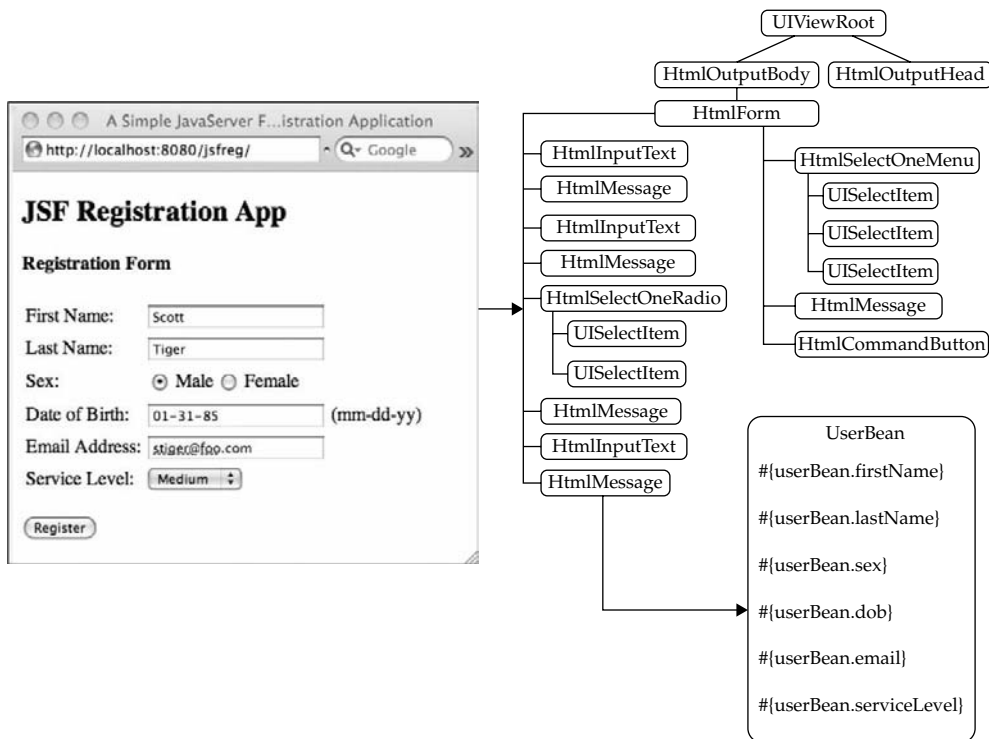 A Simple JavaServer F...istration Application
http://localhost:8080/jsfreg/
Google
JSF Registration App
Registration Form
First Name: Scott
Last Name: Tiger
Sex: Male Female
Date of Birth: 01-31-85 (mm-dd-yy)
Email Address: stiger@foo.com
Service Level: Medium
Register
UIViewRoot
HtmlOutputBody
HtmlOutputHead
HtmlForm
HtmlInputText
HtmlMessage
HtmlInputText
HtmlMessage
HtmlSelectOneRadio
UISelectItem
UISelectItem
HtmlMessage
HtmlInputText
HtmlMessage
HtmlSelectOneMenu
UISelectItem
UISelectItem
UISelectItem
HtmlMessage
HtmlCommandButton
UserBean
#{userBean.firstName}
#{userBean.lastName}
#{userBean.sex}
#{userBean.dob}
#{userBean.email}
#{userBean.serviceLevel}